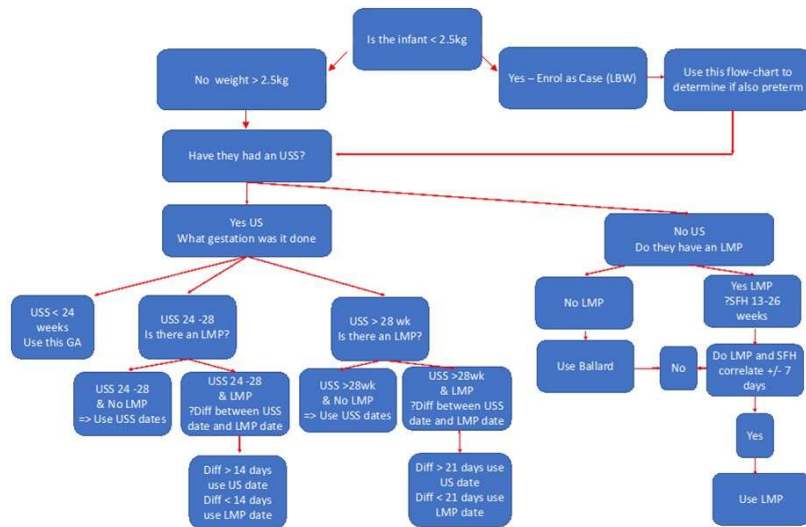 Is the infant < 2.5kg
No weight > 2.5kg
Yes – Enrol as Case (LBW)
Use this flow-chart to
determine if also preterm
Have they had an USS?
Yes US
What gestation was it done
No US
Do they have an LMP
USS < 24
weeks
Use this GA
USS 24 -28
Is there an LMP?
USS > 28 wk
Is there an LMP?
No LMP
Yes LMP
?SFH 13-26
weeks
USS 24 -28
& No LMP
=> Use USS dates
USS 24 -28
& LMP
?Diff between USS
date and LMP date
USS >28wk
& No LMP
=> Use USS dates
USS >28wk
& LMP
?Diff between USS
date and LMP date
Use Ballard
No
Do LMP and SFH
correlate +/- 7
days
Diff > 14 days
use US date
Diff < 14 days
use LMP date
Diff > 21 days use
US date
Diff < 21 days use
LMP date
Yes
Use LMP